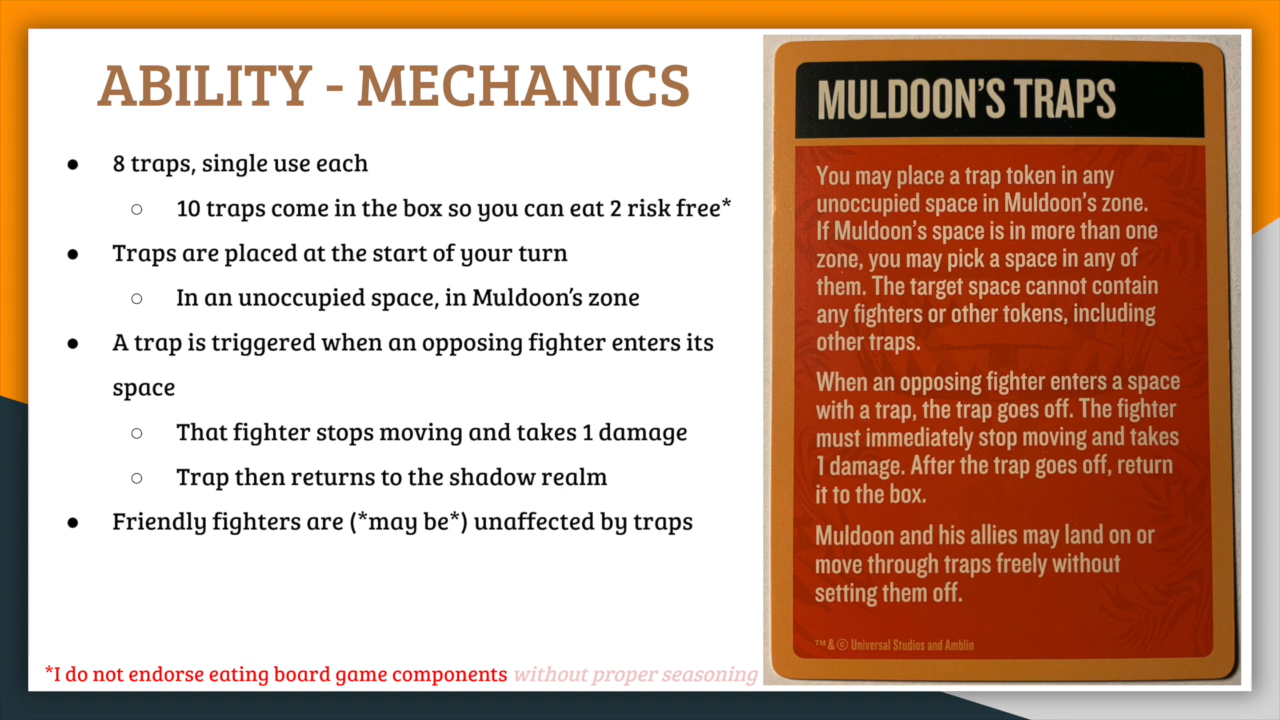 ABILITY - MECHANICS
● 8 traps, single use each
○ 10 traps come in the box so you can eat 2 risk free*
● Traps are placed at the start of your turn
○ In an unoccupied space, in Muldoon's zone
● A trap is triggered when an opposing fighter enters its
space
○ That fighter stops moving and takes 1 damage
○ Trap then returns to the shadow realm
● Friendly fighters are (*may be*) unaffected by traps
*I do not endorse eating board game components without proper seasoning
MULDOON'S TRAPS
You may place a trap token in any
unoccupied space in Muldoon's zone.
If Muldoon's space is in more than one
zone, you may pick a space in any of
them. The target space cannot contain
any fighters or other tokens, including
other traps.
When an opposing fighter enters a space
with a trap, the trap goes off. The fighter
must immediately stop moving and takes
1 damage. After the trap goes off, return
it to the box.
Muldoon and his allies may land on or
move through traps freely without
setting them off.
™ & © Universal Studios and Amblin